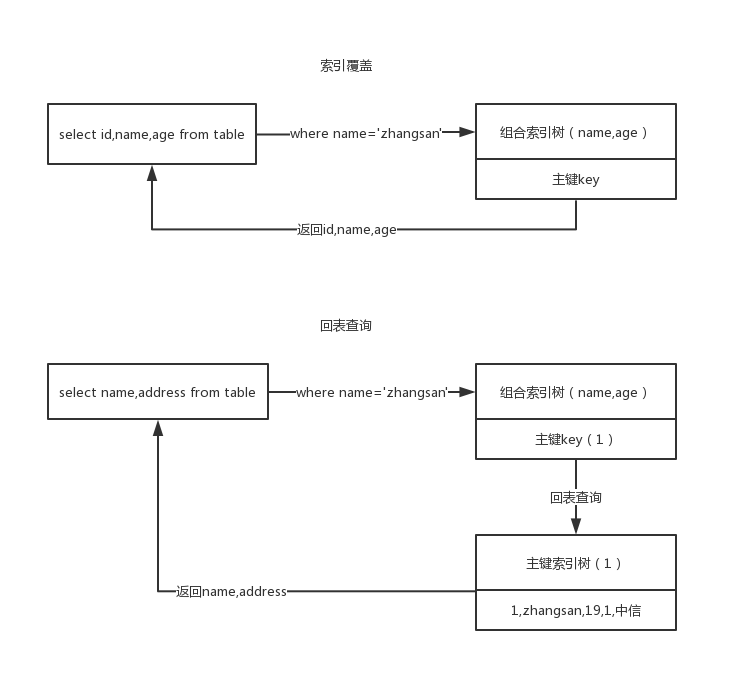 索引覆盖
select id,name,age from table
where name='zhangsan'
组合索引树（name,age）
主键key
返回id,name,age
回表查询
select name,address from table
where name='zhangsan'
组合索引树（name,age）
主键key（1）
回表查询
主键索引树（1）
返回name,address
1,zhangsan,19,1,中信